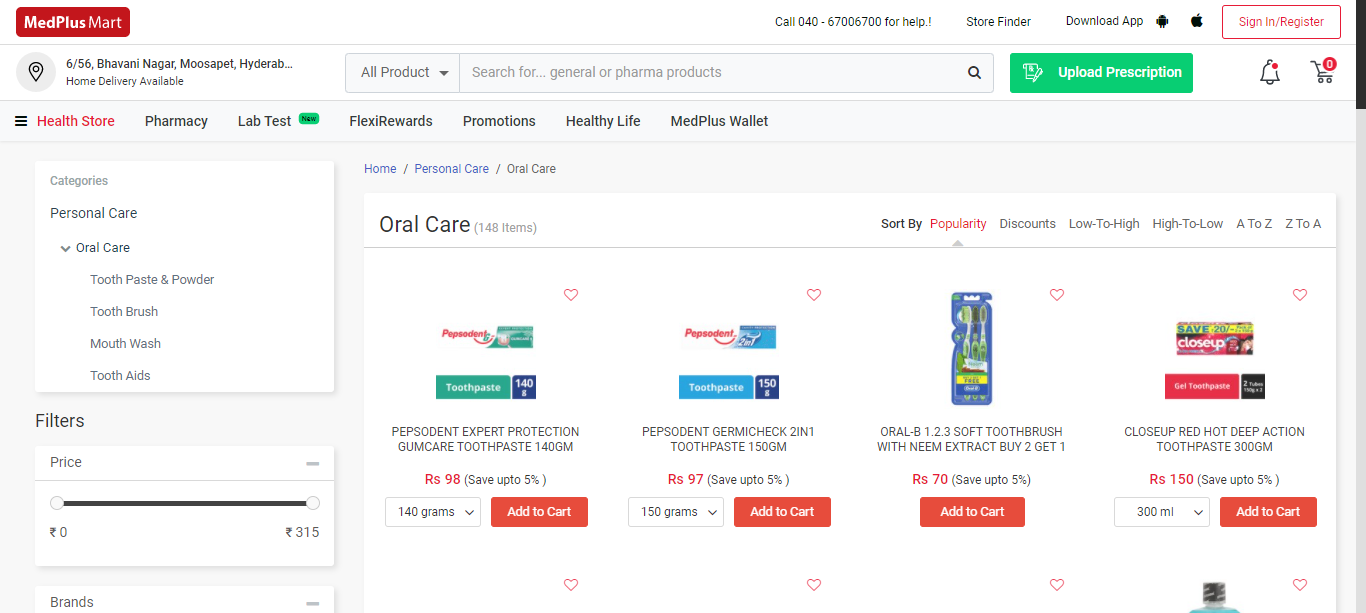 MedPlus Mart
Call 040 - 67006700 for help.!
Store Finder
Download App
Sign In/Register
6/56, Bhavani Nagar, Moosapet, Hyderab...
Home Delivery Available
All Product
Search for... general or pharma products
Upload Prescription
0
Health Store
Pharmacy
Lab Test New
FlexiRewards
Promotions
Healthy Life
MedPlus Wallet
Categories
Personal Care
Oral Care
Tooth Paste & Powder
Tooth Brush
Mouth Wash
Tooth Aids
Filters
Price
₹ 0
₹ 315
Brands
Home / Personal Care / Oral Care
Oral Care (148 Items)
Sort By Popularity Discounts Low-To-High High-To-Low A To Z Z To A
Pepsodent
Toothpaste 140 g
PEPSODENT EXPERT PROTECTION
GUMCARE TOOTHPASTE 140GM
Rs 98 (Save upto 5% )
140 grams
Add to Cart
Pepsodent
2in1
Toothpaste 150 g
PEPSODENT GERMICHECK 2IN1
TOOTHPASTE 150GM
Rs 97 (Save upto 5% )
150 grams
Add to Cart
FREE
Oral-B
ORAL-B 1.2.3 SOFT TOOTHBRUSH
WITH NEEM EXTRACT BUY 2 GET 1
Rs 70 (Save upto 5%)
Add to Cart
SAVE 20/-
closeup
Gel Toothpaste
2 Tubes
150g x 2
CLOSEUP RED HOT DEEP ACTION
TOOTHPASTE 300GM
Rs 150 (Save upto 5% )
300 ml
Add to Cart